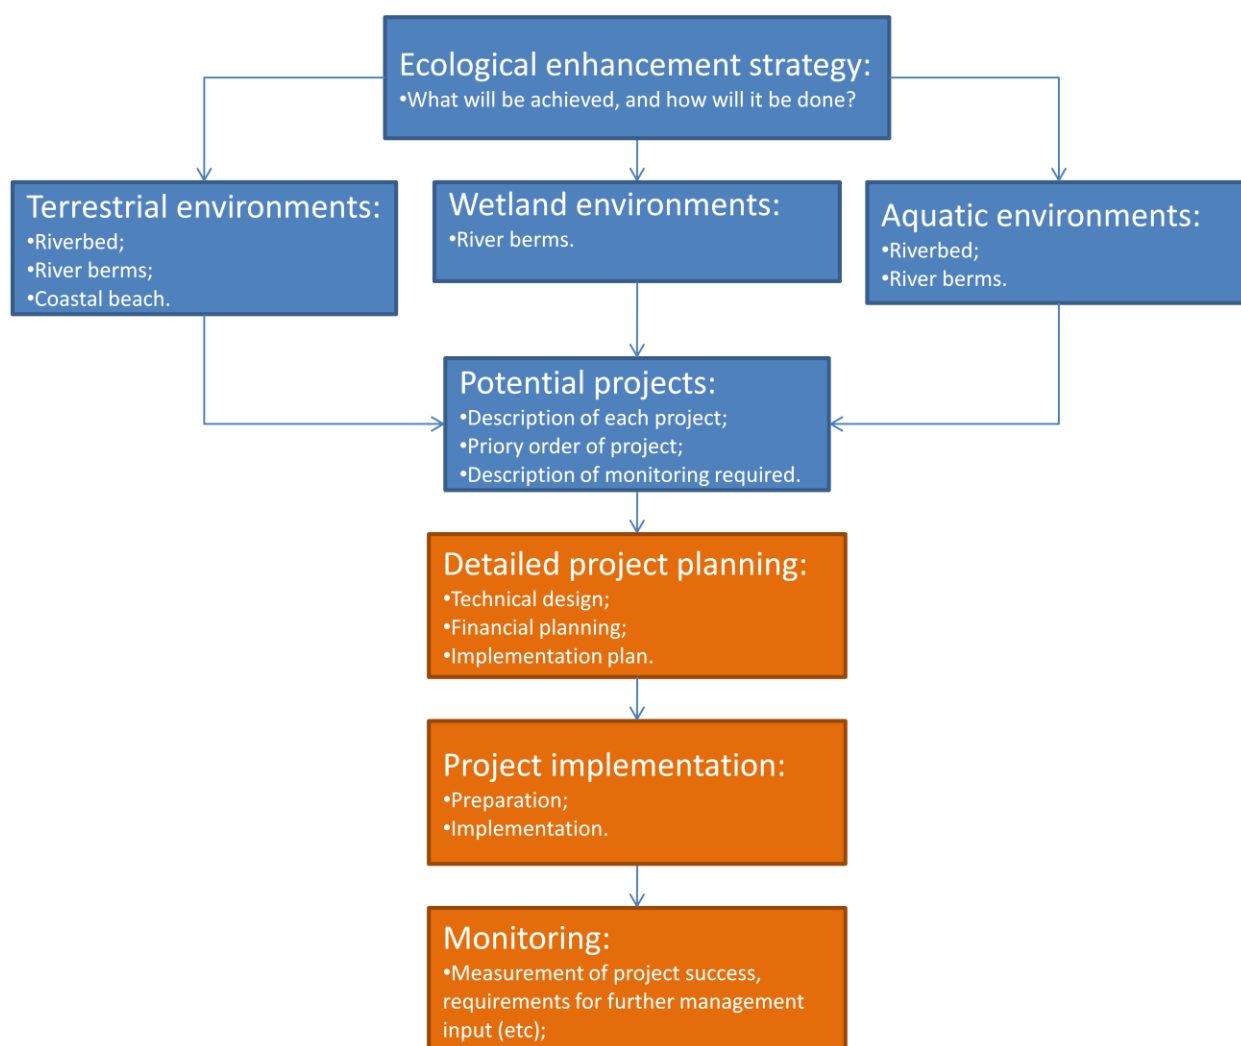 Ecological enhancement strategy:
•What will be achieved, and how will it be done?
Terrestrial environments:
•Riverbed;
•River berms;
•Coastal beach.
Wetland environments:
•River berms.
Aquatic environments:
•Riverbed;
•River berms.
Potential projects:
•Description of each project;
•Priory order of project;
•Description of monitoring required.
Detailed project planning:
•Technical design;
•Financial planning;
•Implementation plan.
Project implementation:
•Preparation;
•Implementation.
Monitoring:
•Measurement of project success,
requirements for further management
input (etc);